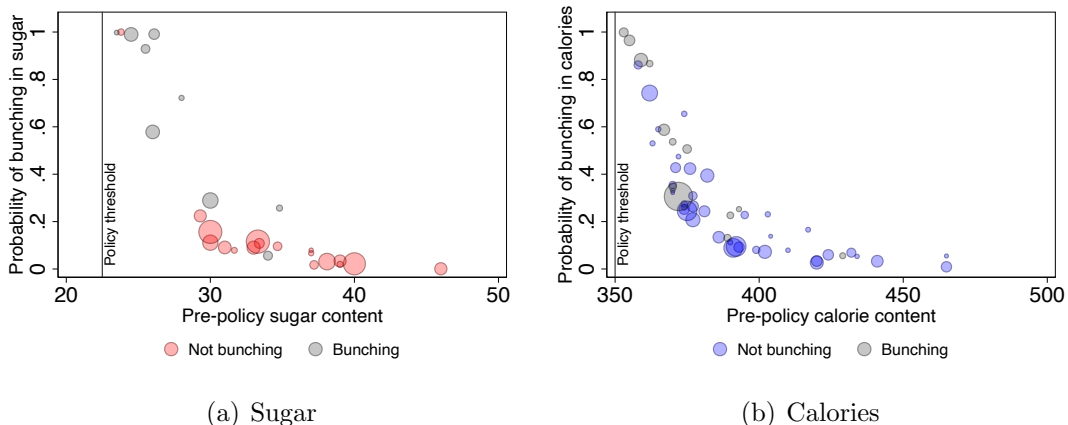 Probability of bunching in sugar
0 .2 .4 .6 .8 1
Policy threshold
20 30 40 50
Pre-policy sugar content
Not bunching Bunching
(a) Sugar
Probability of bunching in calories
0 .2 .4 .6 .8 1
Policy threshold
350 400 450 500
Pre-policy calorie content
Not bunching Bunching
(b) Calories